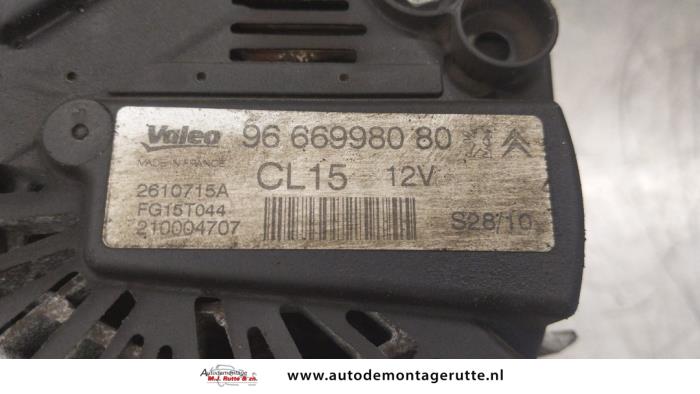 Valeo 96 669980 80
MADE IN FRANCE
CL15 12V
2610715A
FG15T044
210004707
S28/10
Autodemontage
M.J. Rutte & zn.
www.autodemontagerutte.nl